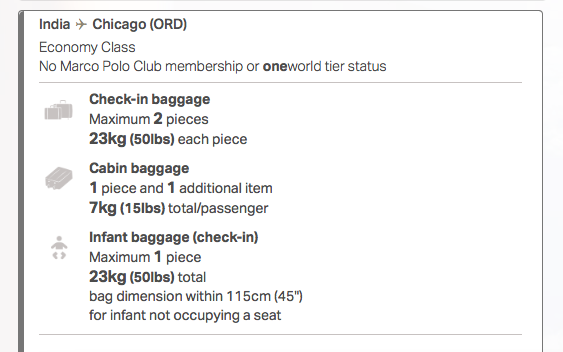 India ✈ Chicago (ORD)
Economy Class
No Marco Polo Club membership or oneworld tier status
Check-in baggage
Maximum 2 pieces
23kg (50lbs) each piece
Cabin baggage
1 piece and 1 additional item
7kg (15lbs) total/passenger
Infant baggage (check-in)
Maximum 1 piece
23kg (50lbs) total
bag dimension within 115cm (45")
for infant not occupying a seat